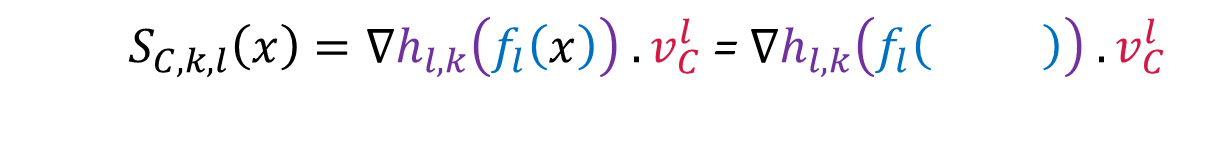 S_{C,k,l}(x) = ∇h_{l,k}(f_l(x)) . v_C^l = ∇h_{l,k}(f_l(    )) . v_C^l